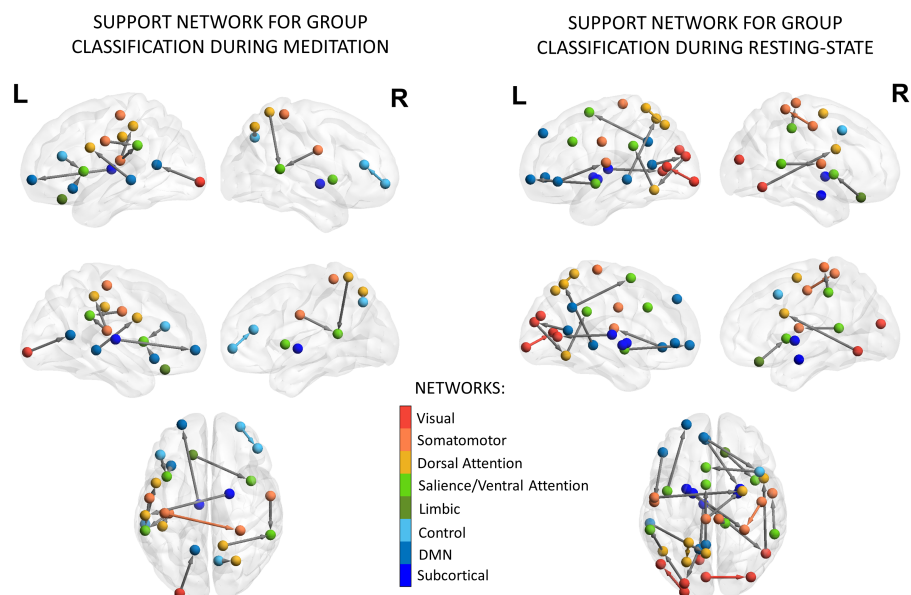 SUPPORT NETWORK FOR GROUP
CLASSIFICATION DURING MEDITATION
SUPPORT NETWORK FOR GROUP
CLASSIFICATION DURING RESTING-STATE
L
R
L
R
NETWORKS:
Visual
Somatomotor
Dorsal Attention
Salience/Ventral Attention
Limbic
Control
DMN
Subcortical